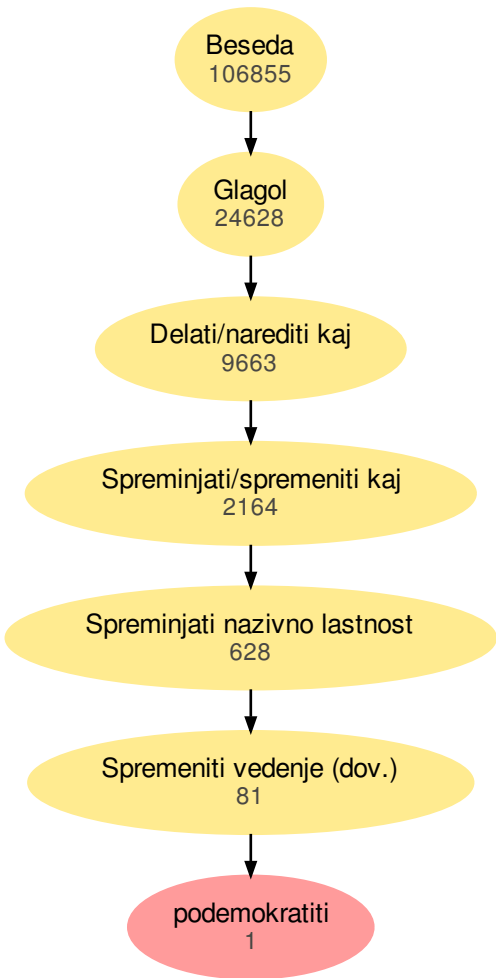 Beseda
106855
Glagol
24628
Delati/narediti kaj
9663
Spreminjati/spremeniti kaj
2164
Spreminjati nazivno lastnost
628
Spremeniti vedenje (dov.)
81
podemokratiti
1